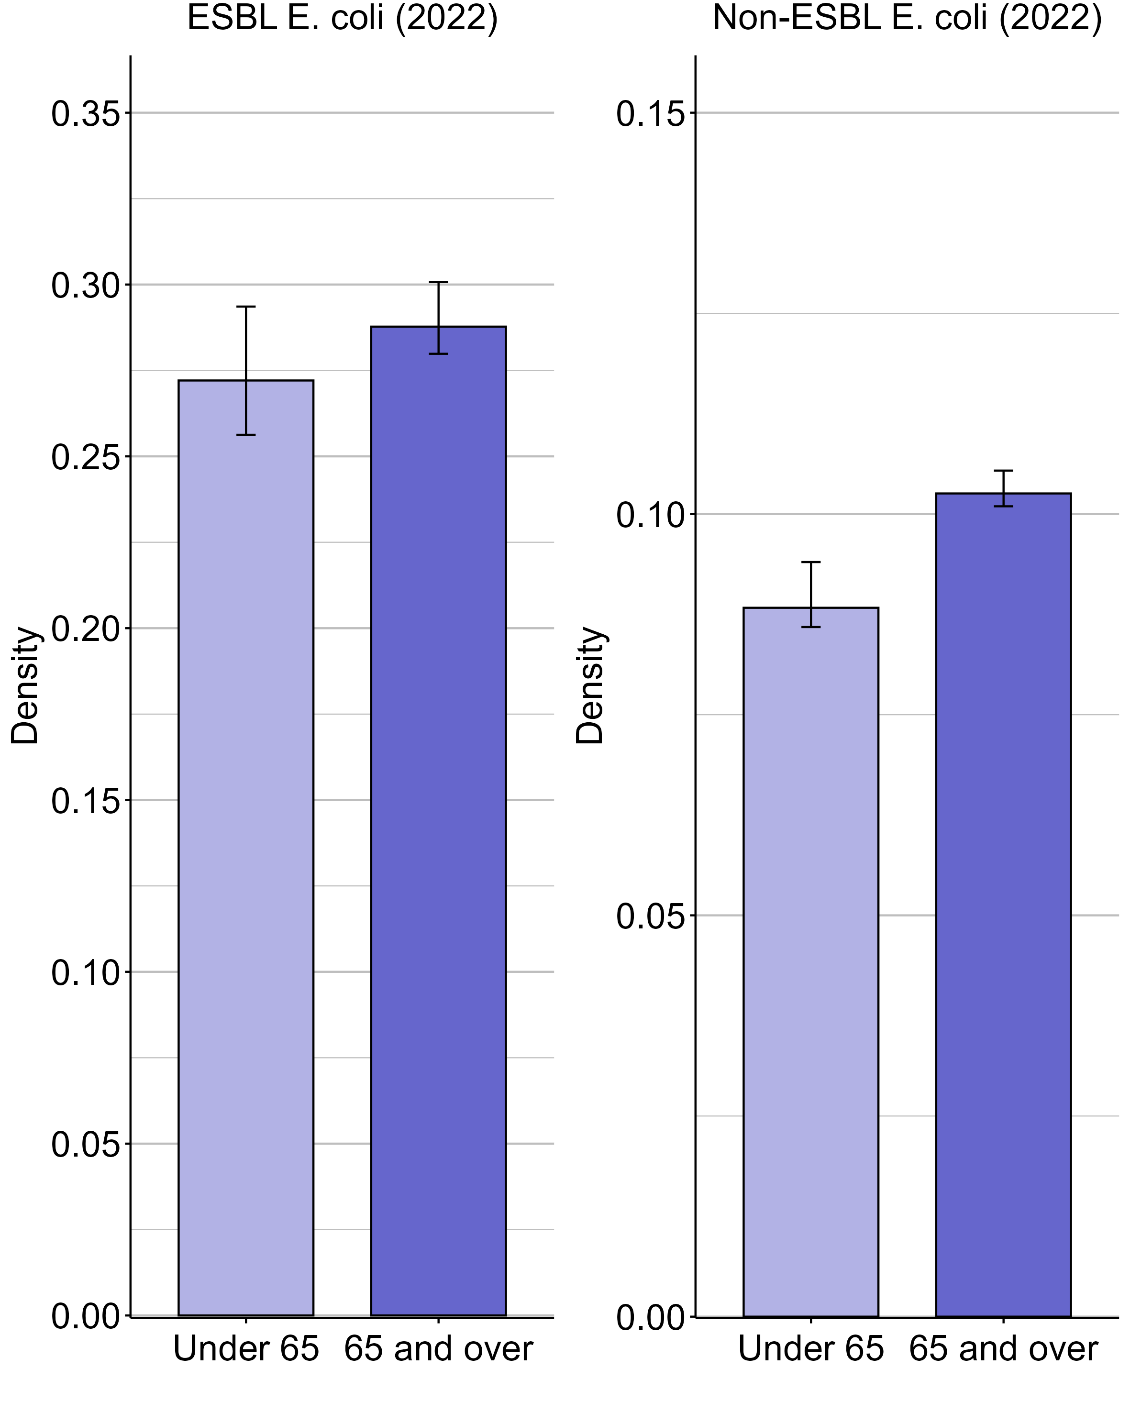 ESBL E. coli (2022)
Density
0.35
0.30
0.25
0.20
0.15
0.10
0.05
0.00
Under 65
65 and over
Non-ESBL E. coli (2022)
Density
0.15
0.10
0.05
0.00
Under 65
65 and over